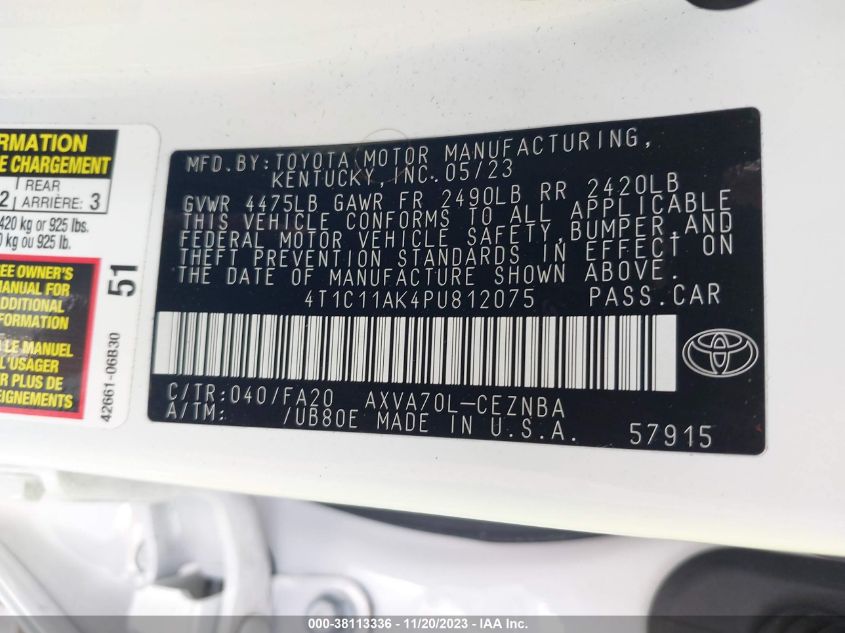 RMATION
E CHARGEMENT
2 REAR
ARRIÈRE: 3
420 kg or 925 lbs.
0 kg ou 925 lb.
EE OWNER'S
MANUAL FOR
ADDITIONAL
FORMATION
LE MANUEL
L'USAGER
R PLUS DE
EIGNEMENTS
51
42661-06B30
MFD.BY:TOYOTA MOTOR MANUFACTURING,
KENTUCKY,INC.05/23
GVWR 4475LB GAWR FR 2490LB RR 2420LB
THIS VEHICLE CONFORMS TO ALL APPLICABLE
FEDERAL MOTOR VEHICLE SAFETY,BUMPER,AND
THEFT PREVENTION STANDARDS IN EFFECT ON
THE DATE OF MANUFACTURE SHOWN ABOVE.
4T1C11AK4PU812075 PASS.CAR
C/TR:040/FA20 AXVA70L-CEZNBA
A/TM: /UB80E MADE IN U.S.A. 57915
000-38113336 - 11/20/2023 - IAA Inc.